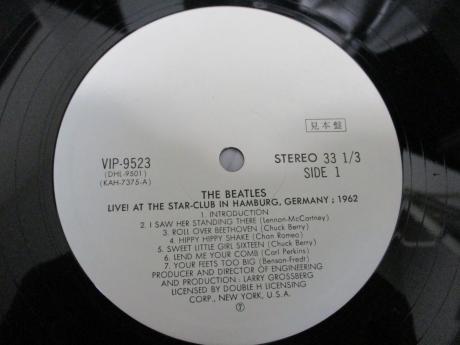 見本盤
VIP-9523
(DHL-9501)
(KAH-7375-A)
STEREO 33 1/3
SIDE 1
THE BEATLES
LIVE! AT THE STAR-CLUB IN HAMBURG, GERMANY ; 1962
1. INTRODUCTION
2. I SAW HER STANDING THERE (Lennon-McCartney)
3. ROLL OVER BEETHOVEN (Chuck Berry)
4. HIPPY HIPPY SHAKE (Chan Romeo)
5. SWEET LITTLE GIRL SIXTEEN (Chuck Berry)
6. LEND ME YOUR COMB (Carl Perkins)
7. YOUR FEETS TOO BIG (Benson-Fredt)
PRODUCER AND DIRECTOR OF ENGINEERING
AND PRODUCTION : LARRY GROSSBERG
LICENSED BY DOUBLE H LICENSING
CORP., NEW YORK, U.S.A.
⑦